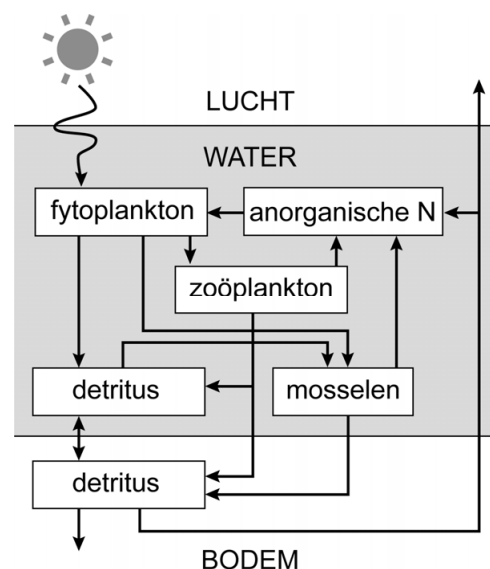 LUCHT
WATER
fytoplankton
anorganische N
zoöplankton
detritus
mosselen
detritus
BODEM